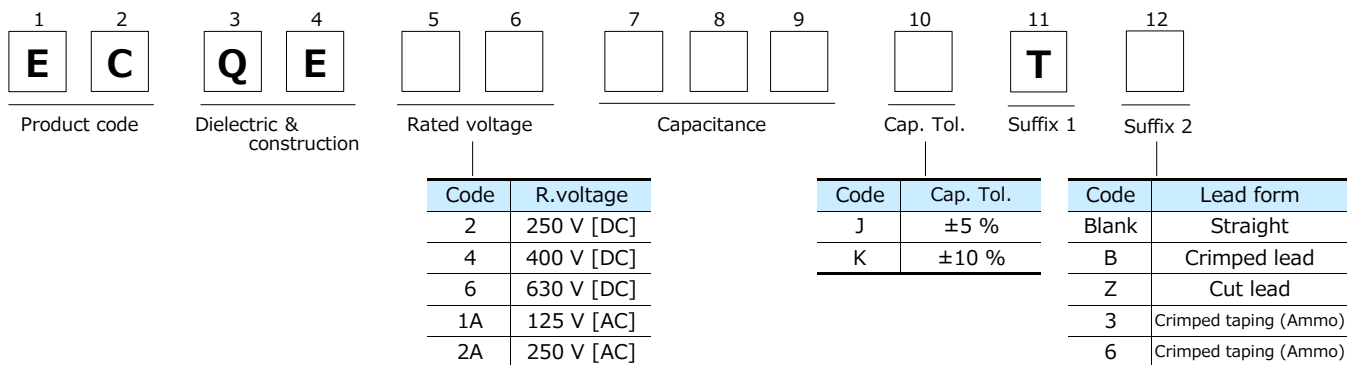 1 2 3 4 5 6 7 8 9 10 11 12
E C Q E T
Product code Dielectric & construction Rated voltage Capacitance Cap. Tol. Suffix 1 Suffix 2
Code R.voltage
2 250 V [DC]
4 400 V [DC]
6 630 V [DC]
1A 125 V [AC]
2A 250 V [AC]
Code Cap. Tol.
J ±5 %
K ±10 %
Code Lead form
Blank Straight
B Crimped lead
Z Cut lead
3 Crimped taping (Ammo)
6 Crimped taping (Ammo)